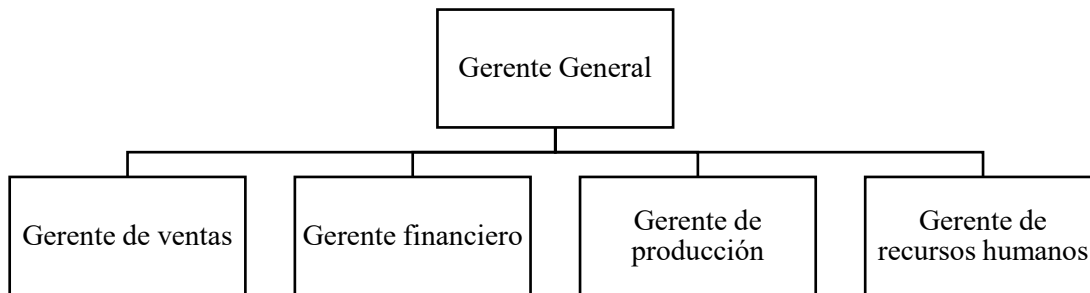 Gerente General
Gerente de ventas
Gerente financiero
Gerente de
producción
Gerente de
recursos humanos